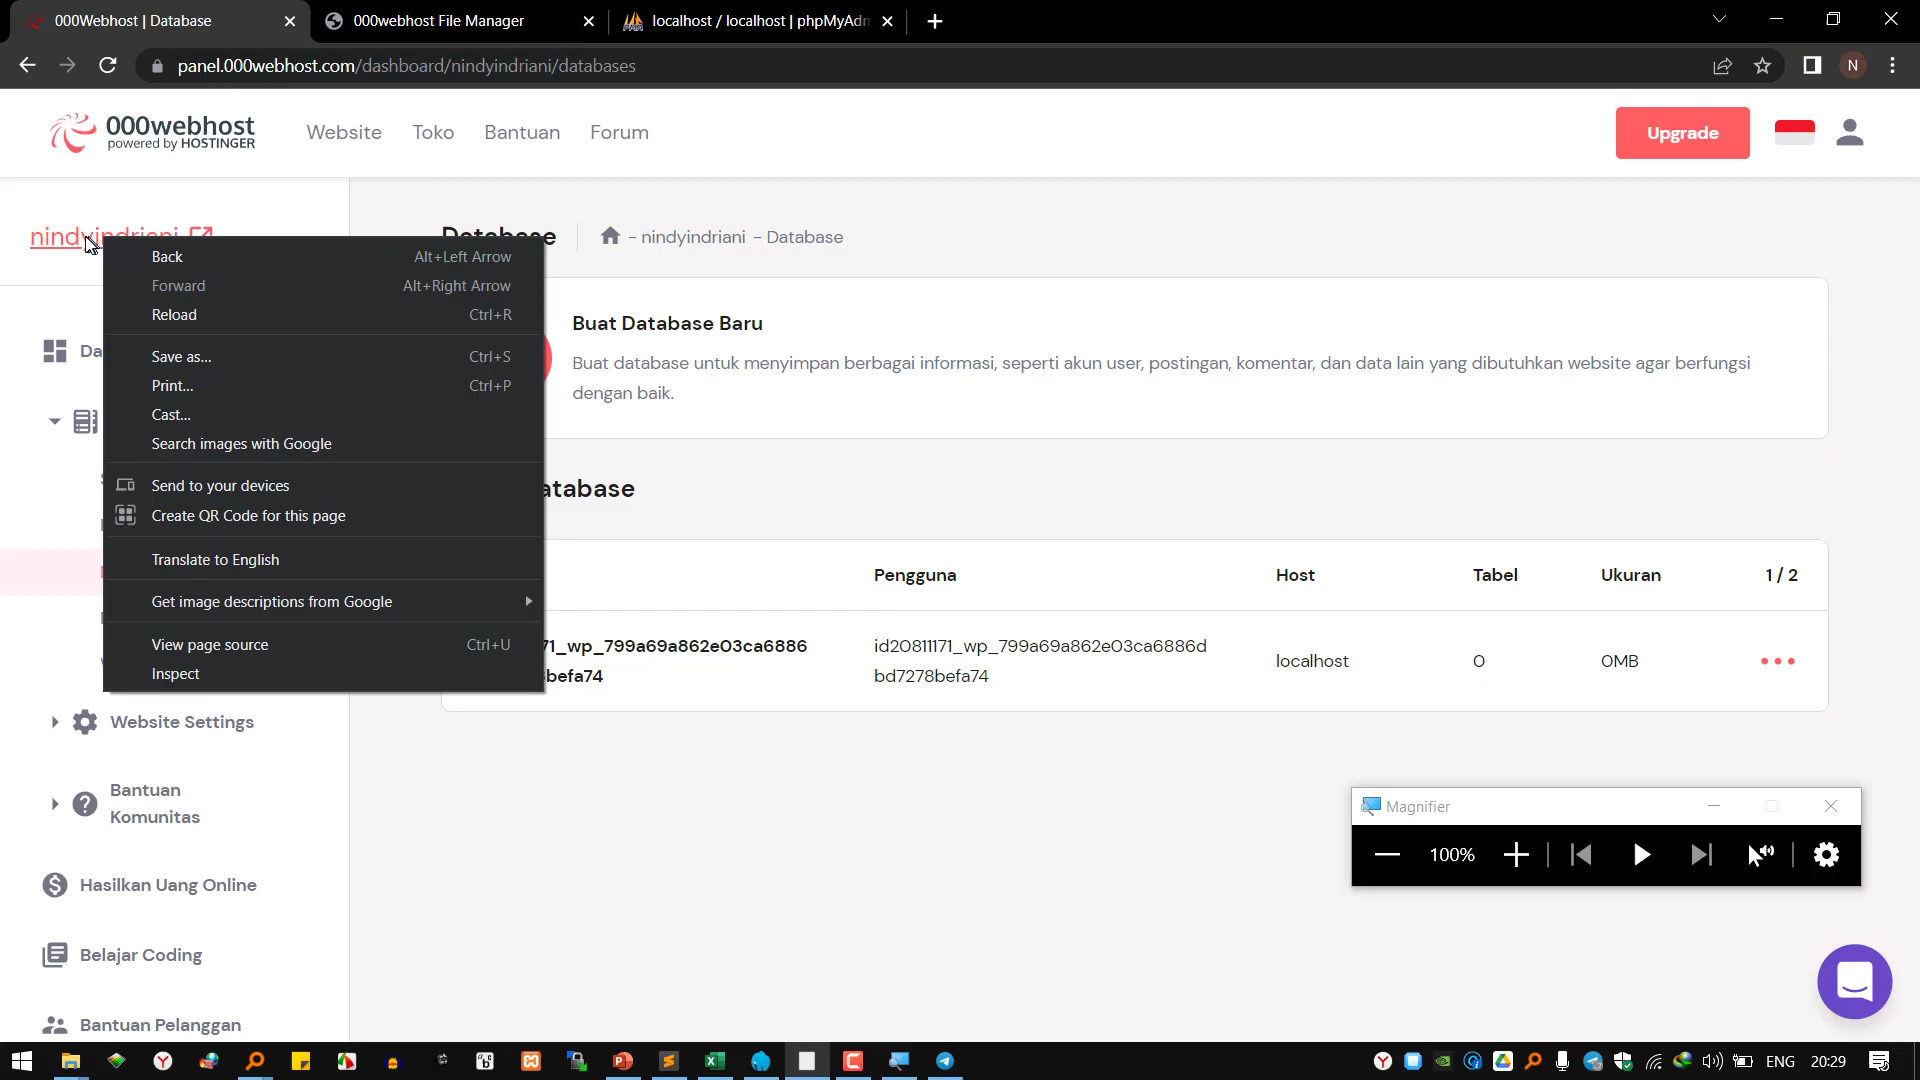 000Webhost | Database
000webhost File Manager
localhost / localhost | phpMyAdm
panel.000webhost.com/dashboard/nindyindriani/databases
N
000webhost
powered by HOSTINGER
Website
Toko
Bantuan
Forum
Upgrade
nindyindriani
Database
- nindyindriani - Database
Back Alt+Left Arrow
Forward Alt+Right Arrow
Reload Ctrl+R
Save as... Ctrl+S
Print... Ctrl+P
Cast...
Search images with Google
Send to your devices
Create QR Code for this page
Translate to English
Get image descriptions from Google
View page source Ctrl+U
Inspect
Da
Website Settings
Bantuan
Komunitas
Hasilkan Uang Online
Belajar Coding
Bantuan Pelanggan
Buat Database Baru
Buat database untuk menyimpan berbagai informasi, seperti akun user, postingan, komentar, dan data lain yang dibutuhkan website agar berfungsi
dengan baik.
atabase
Pengguna Host Tabel Ukuran 1 / 2
71_wp_799a69a862e03ca6886 id20811171_wp_799a69a862e03ca6886d localhost 0 0MB
befa74 bd7278befa74
Magnifier
100%
ENG 20:29